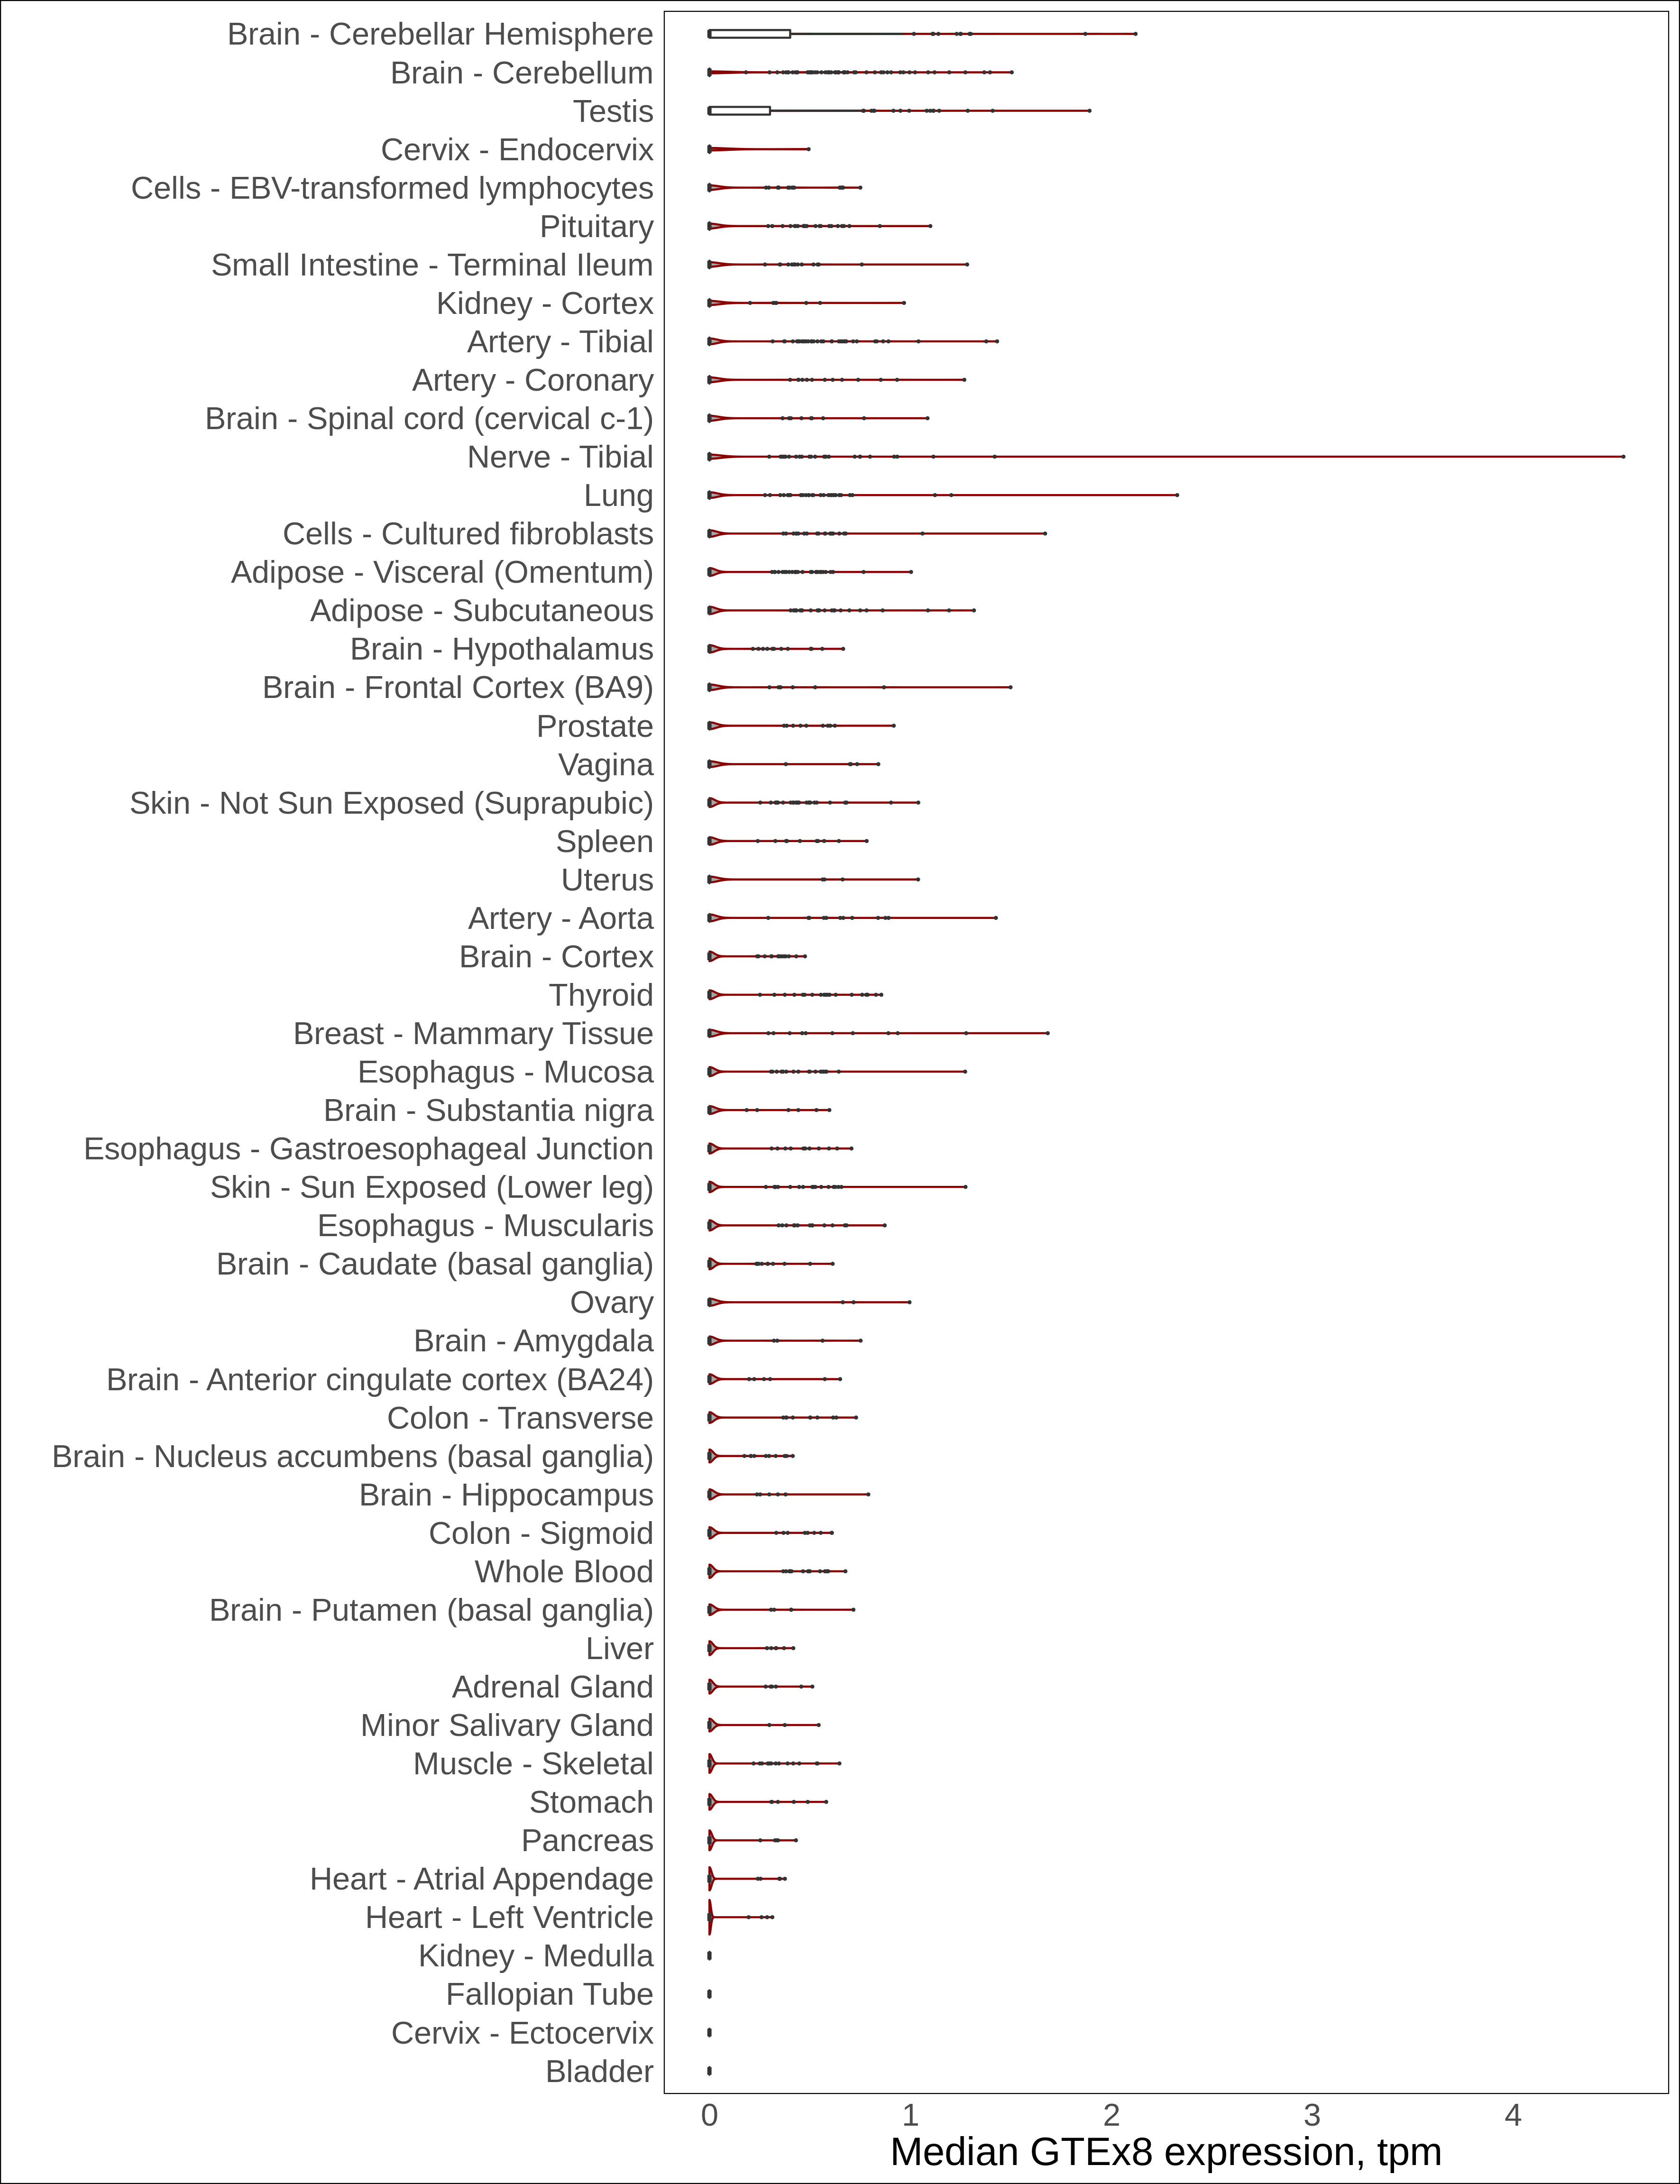 Brain - Cerebellar Hemisphere
Brain - Cerebellum
Testis
Cervix - Endocervix
Cells - EBV-transformed lymphocytes
Pituitary
Small Intestine - Terminal Ileum
Kidney - Cortex
Artery - Tibial
Artery - Coronary
Brain - Spinal cord (cervical c-1)
Nerve - Tibial
Lung
Cells - Cultured fibroblasts
Adipose - Visceral (Omentum)
Adipose - Subcutaneous
Brain - Hypothalamus
Brain - Frontal Cortex (BA9)
Prostate
Vagina
Skin - Not Sun Exposed (Suprapubic)
Spleen
Uterus
Artery - Aorta
Brain - Cortex
Thyroid
Breast - Mammary Tissue
Esophagus - Mucosa
Brain - Substantia nigra
Esophagus - Gastroesophageal Junction
Skin - Sun Exposed (Lower leg)
Esophagus - Muscularis
Brain - Caudate (basal ganglia)
Ovary
Brain - Amygdala
Brain - Anterior cingulate cortex (BA24)
Colon - Transverse
Brain - Nucleus accumbens (basal ganglia)
Brain - Hippocampus
Colon - Sigmoid
Whole Blood
Brain - Putamen (basal ganglia)
Liver
Adrenal Gland
Minor Salivary Gland
Muscle - Skeletal
Stomach
Pancreas
Heart - Atrial Appendage
Heart - Left Ventricle
Kidney - Medulla
Fallopian Tube
Cervix - Ectocervix
Bladder
0 1 2 3 4
Median GTEx8 expression, tpm